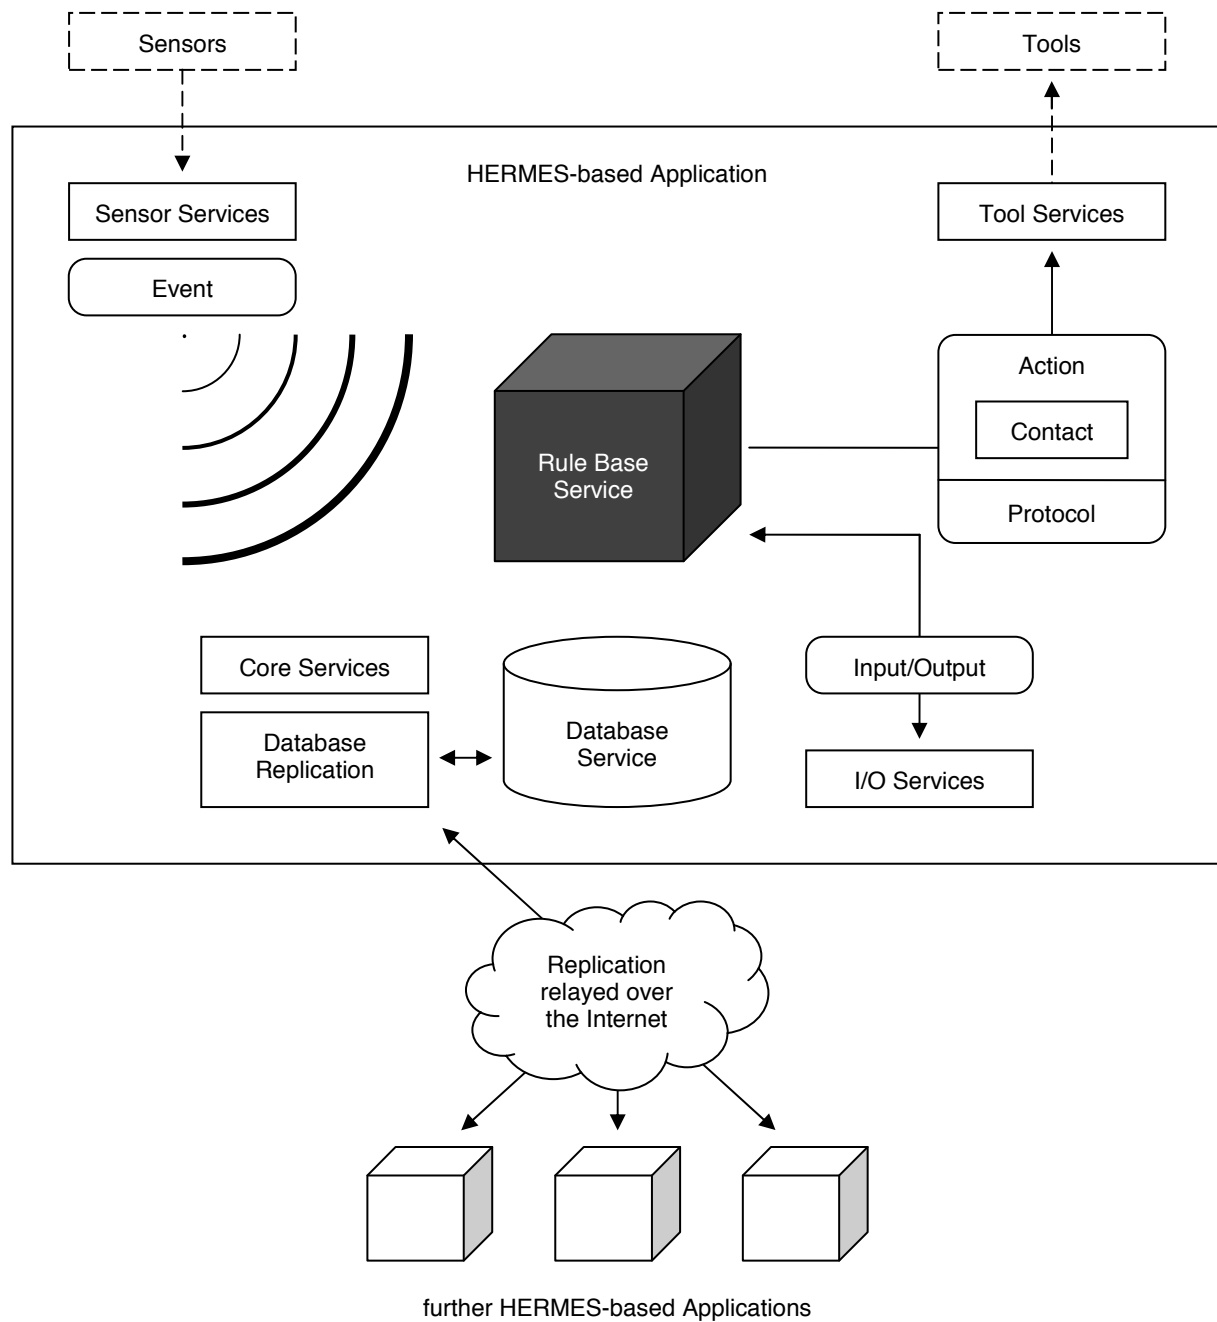 Sensors
Tools
HERMES-based Application
Sensor Services
Tool Services
Event
Action
Contact
Rule Base
Service
Protocol
Core Services
Input/Output
Database
Replication
Database
Service
I/O Services
Replication
relayed over
the Internet
further HERMES-based Applications